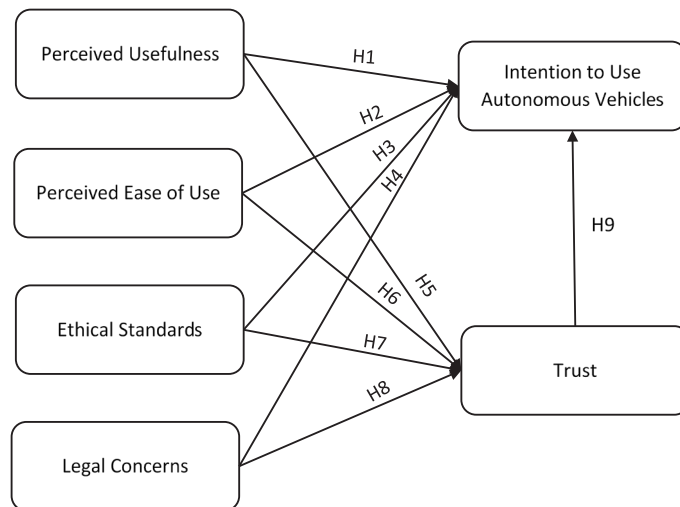 Perceived Usefulness
H1
Intention to Use
Autonomous Vehicles
H2
H3
H4
Perceived Ease of Use
H9
H5
H6
Ethical Standards
H7
Trust
H8
Legal Concerns